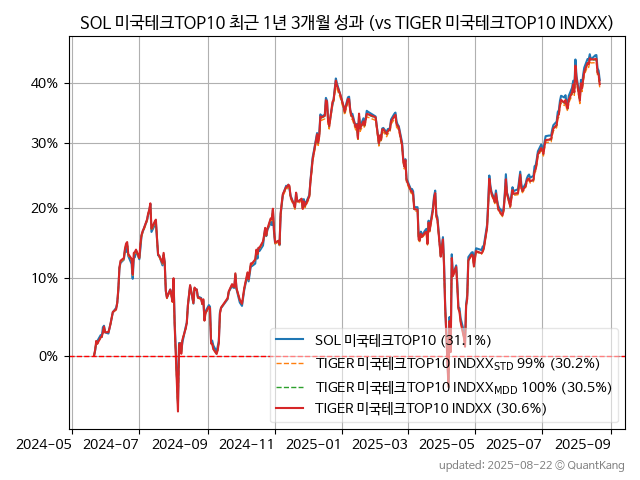 SOL 미국테크TOP10 최근 1년 3개월 성과 (vs TIGER 미국테크TOP10 INDXX)
40%
30%
20%
10%
0%
SOL 미국테크TOP10 (31.1%)
TIGER 미국테크TOP10 INDXX_STD 99% (30.2%)
TIGER 미국테크TOP10 INDXX_MDD 100% (30.5%)
TIGER 미국테크TOP10 INDXX (30.6%)
2024-05 2024-07 2024-09 2024-11 2025-01 2025-03 2025-05 2025-07 2025-09
updated: 2025-08-22 © QuantKang